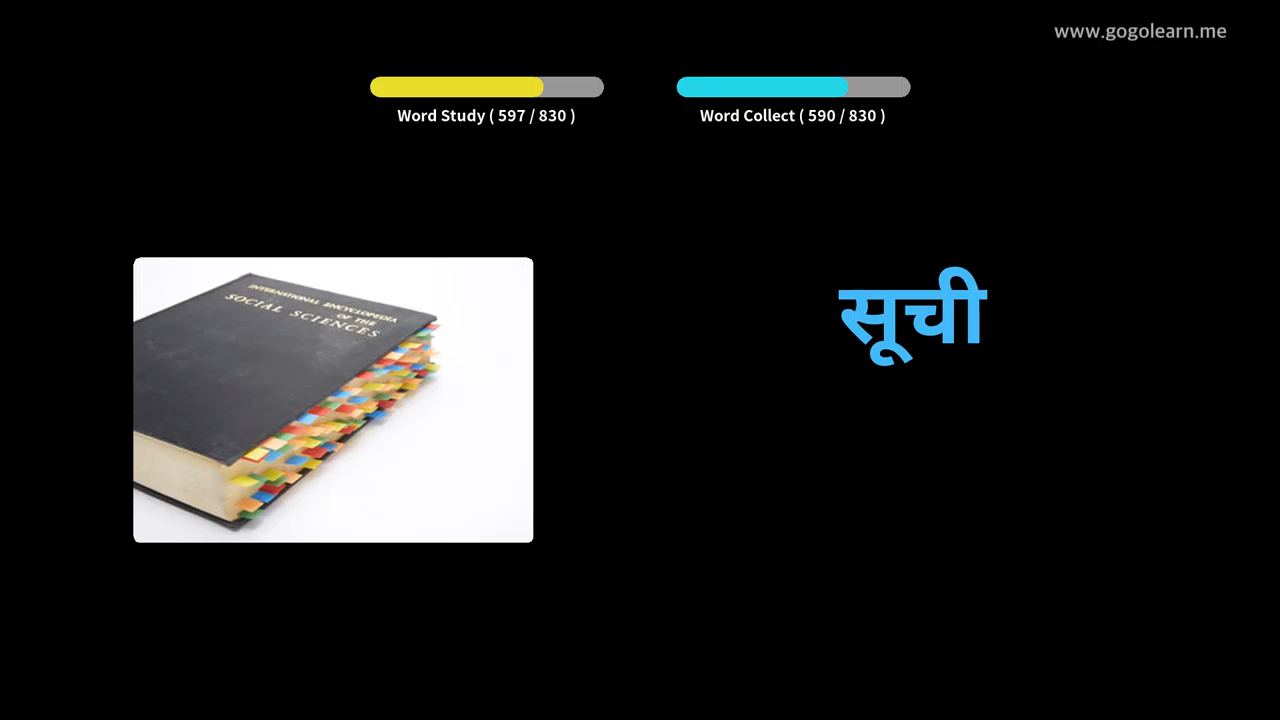 www.gogolearn.me
Word Study ( 597 / 830 )
Word Collect ( 590 / 830 )
INTERNATIONAL ENCYCLOPEDIA
OF THE
SOCIAL SCIENCES
सूची